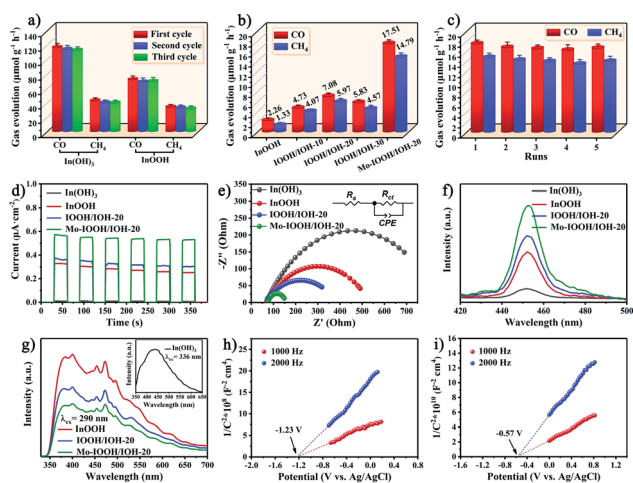 a)
Gas evolution (μmol g⁻¹ h⁻¹)
140
120
100
80
60
40
20
0
First cycle
Second cycle
Third cycle
CO CH₄ CO CH₄
In(OH)₃ InOOH
b)
Gas evolution (μmol g⁻¹ h⁻¹)
20
18
16
14
12
10
8
6
4
2
0
CO
CH₄
2.26
1.33
4.73
4.07
7.08
5.97
5.83
4.57
17.51
14.79
InOOH
IOOH/IOH-10
IOOH/IOH-20
IOOH/IOH-30
Mo-IOOH/IOH-20
c)
Gas evolution (μmol g⁻¹ h⁻¹)
20
18
16
14
12
10
8
6
4
2
0
CO CH₄
1 2 3 4 5
Runs
d)
Current (μA·cm⁻²)
1.0
0.8
0.6
0.4
0.2
0.0
In(OH)₃
InOOH
IOOH/IOH-20
Mo-IOOH/IOH-20
0 50 100 150 200 250 300 350
Time (s)
e)
-Z'' (Ohm)
350
300
250
200
150
100
50
0
In(OH)₃
InOOH
IOOH/IOH-20
Mo-IOOH/IOH-20
Rs Rct
CPE
0 100 200 300 400 500 600 700 800
Z' (Ohm)
f)
Intensity (a.u.)
In(OH)₃
InOOH
IOOH/IOH-20
Mo-IOOH/IOH-20
420 440 460 480 500
Wavelength (nm)
g)
Intensity (a.u.)
In(OH)₃
λex= 336 nm
Intensity (a.u.)
350 400 450 500 550 600 650
Wavelength (nm)
λex= 290 nm
InOOH
IOOH/IOH-20
Mo-IOOH/IOH-20
350 400 450 500 550 600 650 700
Wavelength (nm)
h)
1/C²*10⁸ (F⁻² cm⁴)
24
20
16
12
8
4
0
1000 Hz
2000 Hz
-1.23 V
-2.0 -1.6 -1.2 -0.8 -0.4 0.0 0.4
Potential (V vs. Ag/AgCl)
i)
1/C²*10¹⁰ (F⁻² cm⁴)
16
14
12
10
8
6
4
2
0
1000 Hz
2000 Hz
-0.57 V
-1.2 -0.8 -0.4 0.0 0.4 0.8 1.2
Potential (V vs. Ag/AgCl)